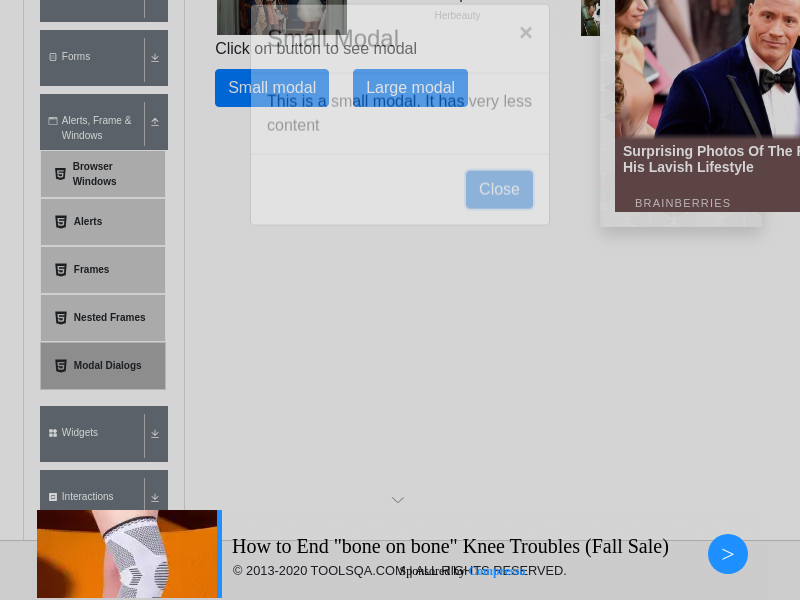 Herbeauty
Forms
Alerts, Frame &
Windows
Browser
Windows
Alerts
Frames
Nested Frames
Modal Dialogs
Widgets
Interactions
Small Modal
×
Click on button to see modal
Small modal
Large modal
This is a small modal. It has very less
content
Close
Surprising Photos Of The
His Lavish Lifestyle
BRAINBERRIES
How to End "bone on bone" Knee Troubles (Fall Sale)
>
© 2013-2020 TOOLSQA.COM | ALL RIGHTS RESERVED.
Sponsored by